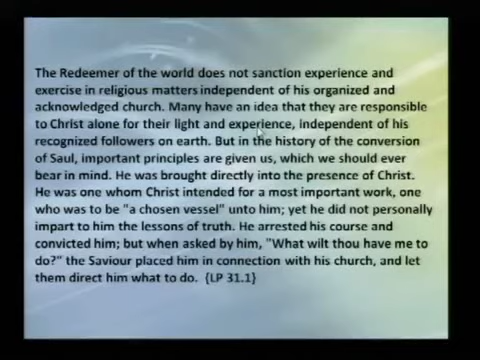 The Redeemer of the world does not sanction experience and
exercise in religious matters independent of his organized and
acknowledged church. Many have an idea that they are responsible
to Christ alone for their light and experience, independent of his
recognized followers on earth. But in the history of the conversion
of Saul, important principles are given us, which we should ever
bear in mind. He was brought directly into the presence of Christ.
He was one whom Christ intended for a most important work, one
who was to be "a chosen vessel" unto him; yet he did not personally
impart to him the lessons of truth. He arrested his course and
convicted him; but when asked by him, "What wilt thou have me to
do?" the Saviour placed him in connection with his church, and let
them direct him what to do. {LP 31.1}